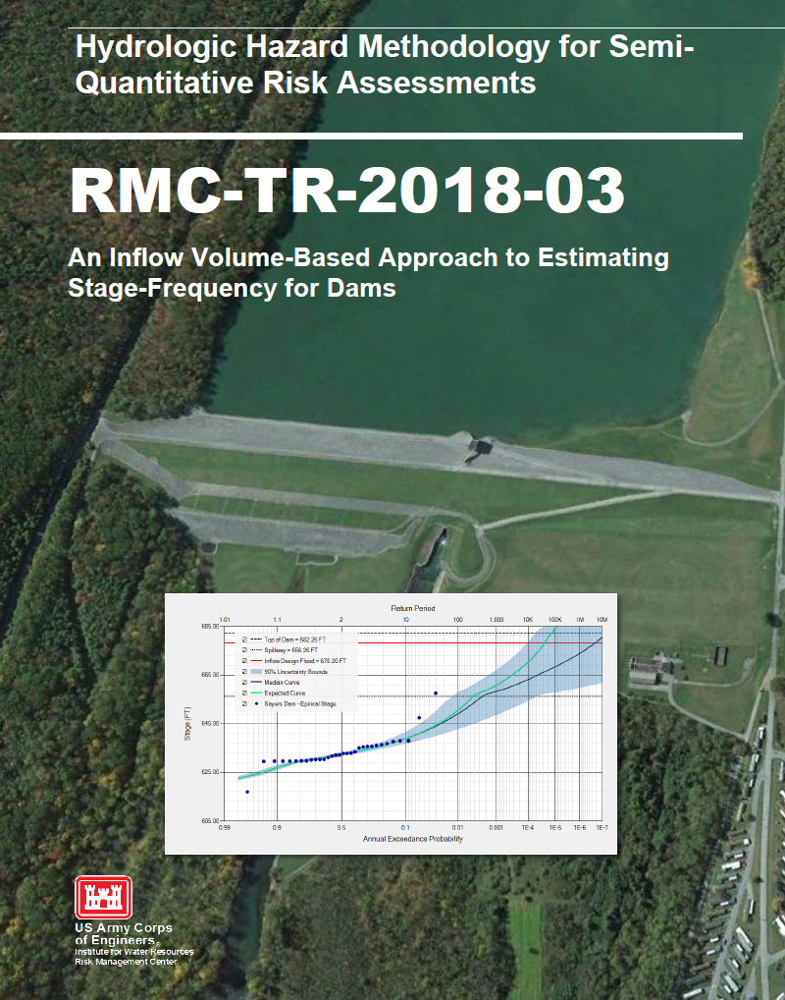 Hydrologic Hazard Methodology for Semi-
Quantitative Risk Assessments
RMC-TR-2018-03
An Inflow Volume-Based Approach to Estimating
Stage-Frequency for Dams
Return Period
1.01 1.1 2 10 100 1,000 10K 100K 1M 10M
685.00
665.00
645.00
625.00
605.00
Stage (FT)
Top of Dam = 682.26 FT
Spillway = 656.26 FT
Inflow Design Flood = 678.20 FT
90% Uncertainty Bounds
Median Curve
Expected Curve
Sayers Dam - Epirical Stage
0.99 0.9 0.5 0.1 0.01 0.001 1E-4 1E-5 1E-6 1E-7
Annual Exceedance Probability
US Army Corps
of Engineers®
Institute for Water Resources
Risk Management Center